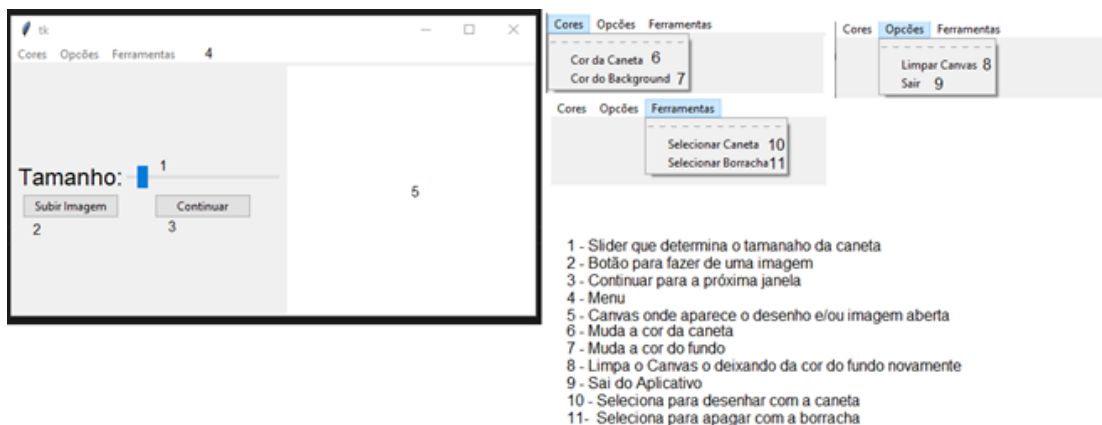 tk
Cores Opcões Ferramentas 4
Tamanho: 1
Subir Imagem Continuar
2 3
5
Cores Opcões Ferramentas
Cor da Caneta 6
Cor do Background 7
Cores Opcões Ferramentas
Limpar Canvas 8
Sair 9
Cores Opcões Ferramentas
Selecionar Caneta 10
Selecionar Borracha 11
1 - Slider que determina o tamanaho da caneta
2 - Botão para fazer de uma imagem
3 - Continuar para a próxima janela
4 - Menu
5 - Canvas onde aparece o desenho e/ou imagem aberta
6 - Muda a cor da caneta
7 - Muda a cor do fundo
8 - Limpa o Canvas o deixando da cor do fundo novamente
9 - Sai do Aplicativo
10 - Seleciona para desenhar com a caneta
11- Seleciona para apagar com a borracha